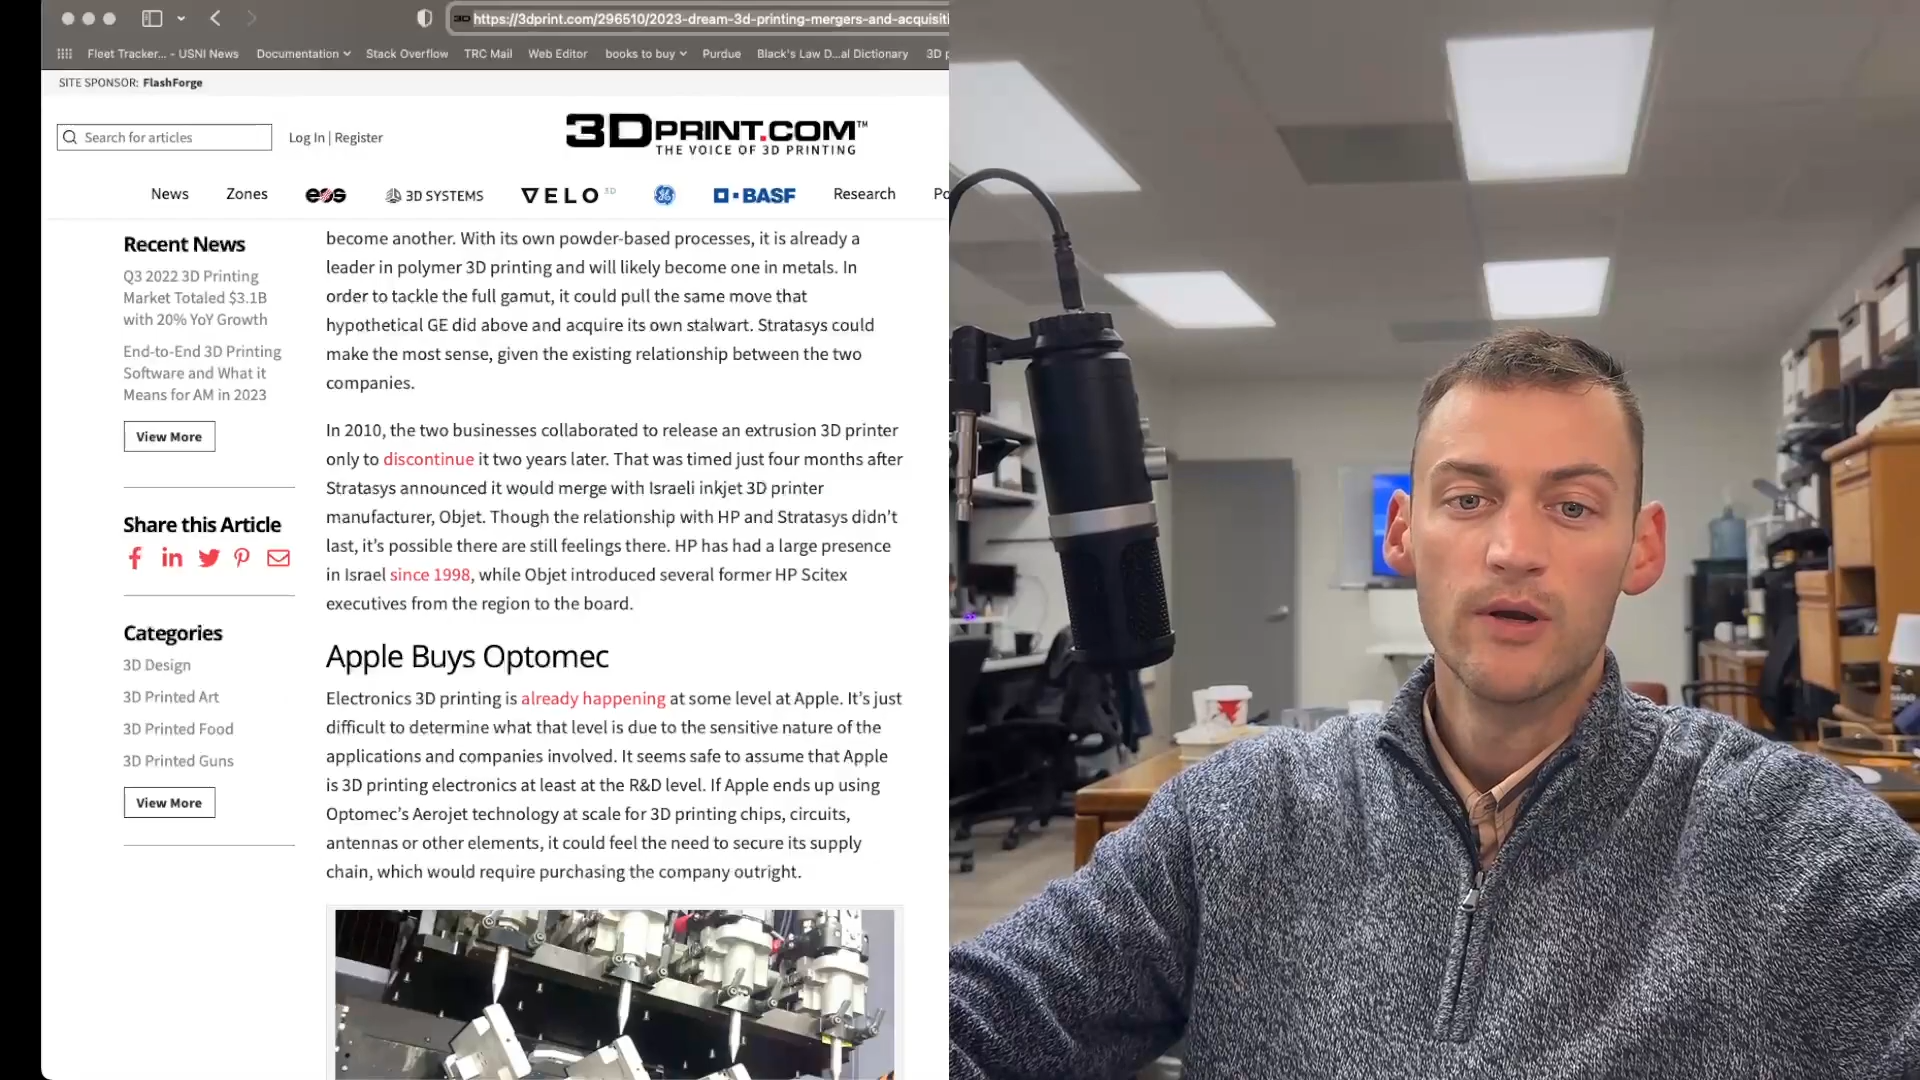 https://3dprint.com/296510/2023-dream-3d-printing-mergers-and-acquisiti
Fleet Tracker... - USNI News
Documentation
Stack Overflow
TRC Mail
Web Editor
books to buy
Purdue
Black's Law D...al Dictionary
3D p
SITE SPONSOR: FlashForge
Search for articles
Log In | Register
3DPRINT.COM™
THE VOICE OF 3D PRINTING
News
Zones
eos
3D SYSTEMS
VELO 3D
GE
BASF
Research
Po
Recent News
Q3 2022 3D Printing
Market Totaled $3.1B
with 20% YoY Growth
End-to-End 3D Printing
Software and What it
Means for AM in 2023
View More
Share this Article
Categories
3D Design
3D Printed Art
3D Printed Food
3D Printed Guns
View More
become another. With its own powder-based processes, it is already a
leader in polymer 3D printing and will likely become one in metals. In
order to tackle the full gamut, it could pull the same move that
hypothetical GE did above and acquire its own stalwart. Stratasys could
make the most sense, given the existing relationship between the two
companies.
In 2010, the two businesses collaborated to release an extrusion 3D printer
only to discontinue it two years later. That was timed just four months after
Stratasys announced it would merge with Israeli inkjet 3D printer
manufacturer, Objet. Though the relationship with HP and Stratasys didn't
last, it's possible there are still feelings there. HP has had a large presence
in Israel since 1998, while Objet introduced several former HP Scitex
executives from the region to the board.
Apple Buys Optomec
Electronics 3D printing is already happening at some level at Apple. It's just
difficult to determine what that level is due to the sensitive nature of the
applications and companies involved. It seems safe to assume that Apple
is 3D printing electronics at least at the R&D level. If Apple ends up using
Optomec's Aerojet technology at scale for 3D printing chips, circuits,
antennas or other elements, it could feel the need to secure its supply
chain, which would require purchasing the company outright.